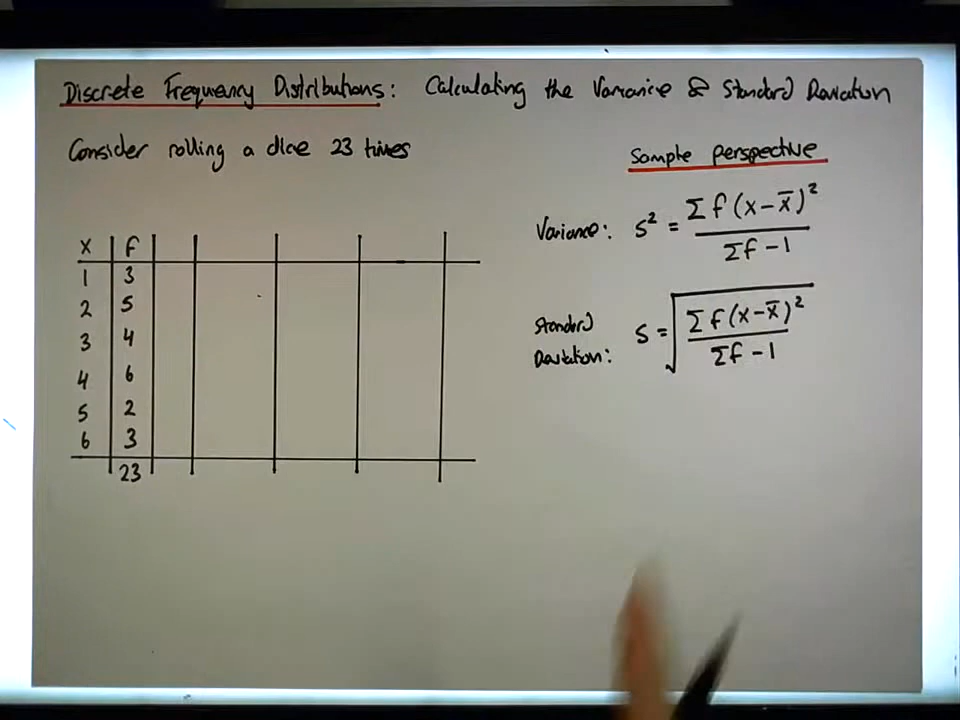 Discrete Frequency Distributions: Calculating the Variance & Standard Deviation
Consider rolling a dice 23 times
Sample perspective
Variance: s² = Σf(x-x̄)² / Σf-1
Standard Deviation: s = √(Σf(x-x̄)² / Σf-1)
x f
1 3
2 5
3 4
4 6
5 2
6 3
23